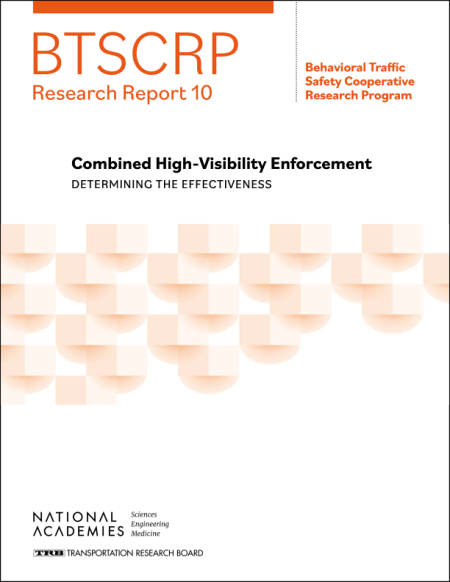 BTSCRP
Research Report 10
Behavioral Traffic
Safety Cooperative
Research Program
Combined High-Visibility Enforcement
DETERMINING THE EFFECTIVENESS
NATIONAL
ACADEMIES
Sciences
Engineering
Medicine
TRB TRANSPORTATION RESEARCH BOARD